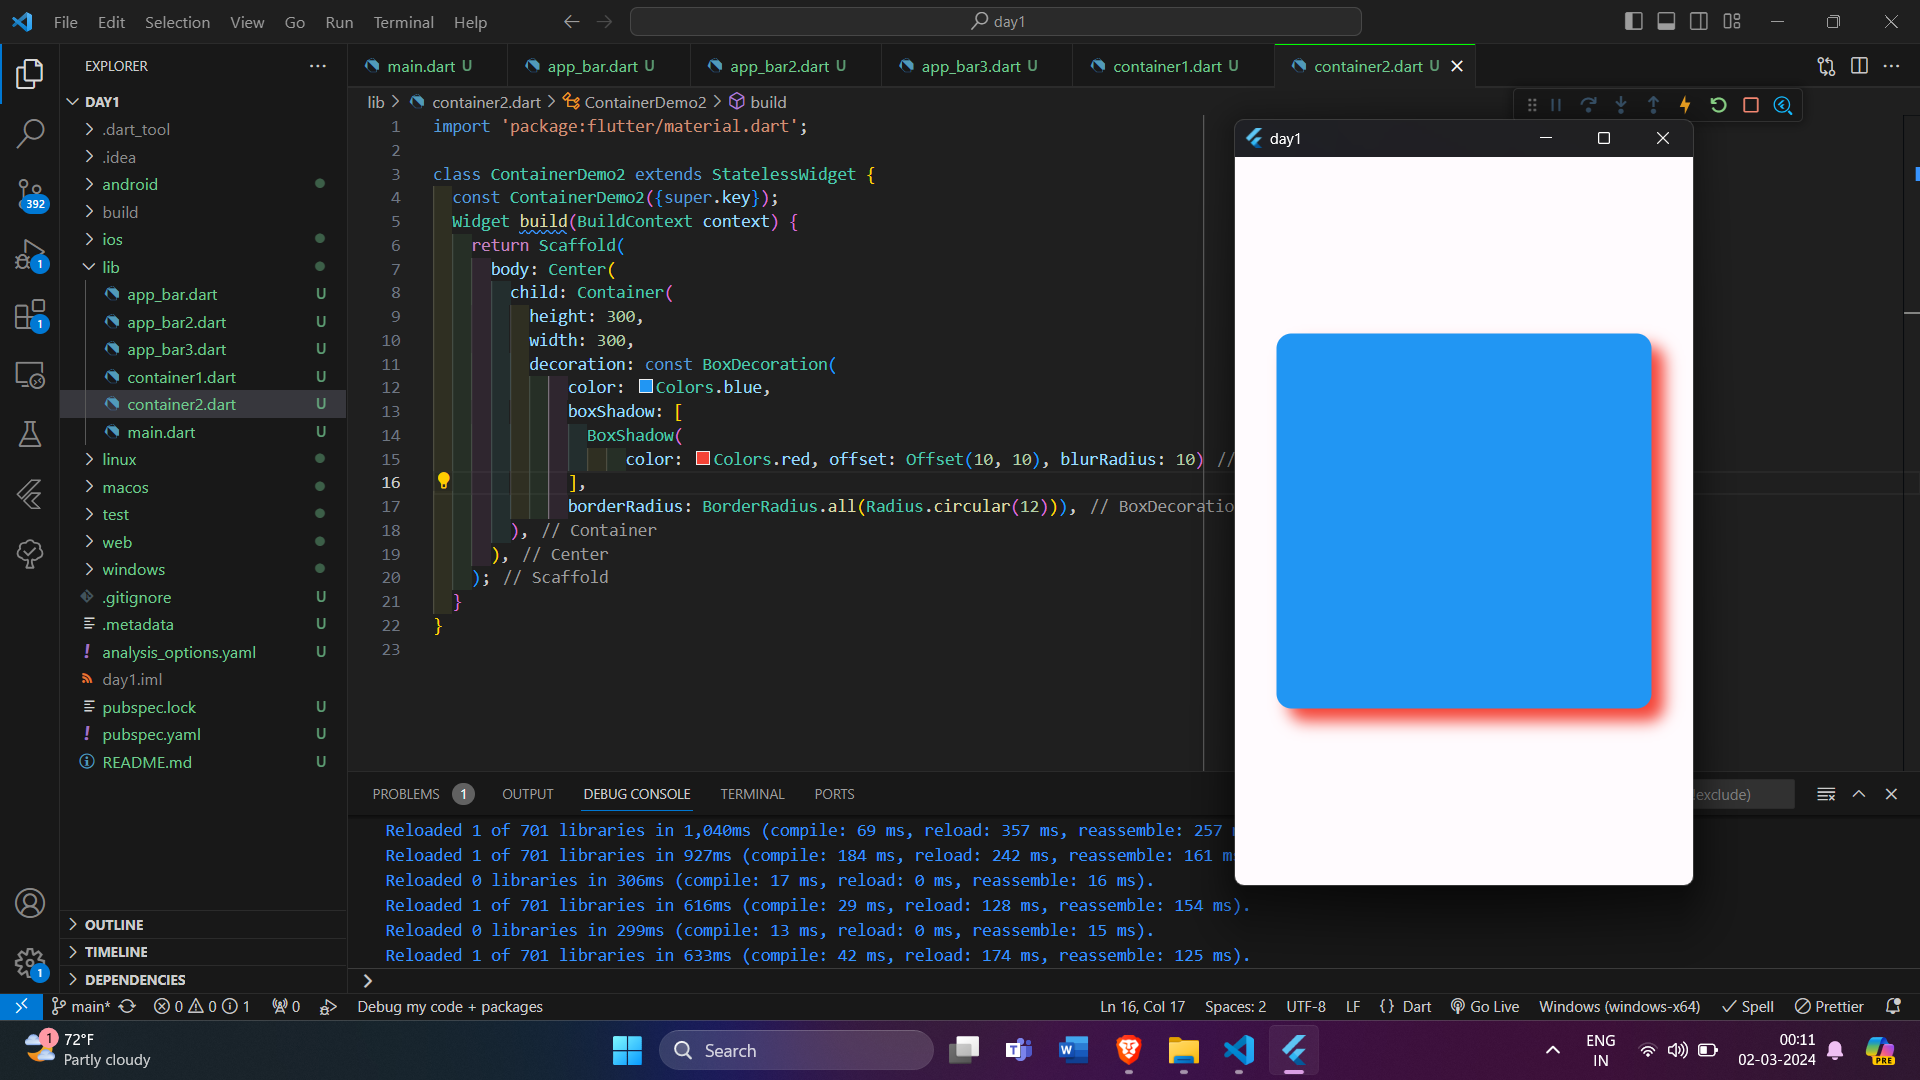 File Edit Selection View Go Run Terminal Help
day1
EXPLORER
DAY1
.dart_tool
.idea
android
build
ios
lib
app_bar.dart U
app_bar2.dart U
app_bar3.dart U
container1.dart U
container2.dart U
main.dart U
linux
macos
test
web
windows
.gitignore U
.metadata U
analysis_options.yaml U
day1.iml
pubspec.lock U
pubspec.yaml U
README.md U
OUTLINE
TIMELINE
DEPENDENCIES
392
1
1
1
main.dart U app_bar.dart U app_bar2.dart U app_bar3.dart U container1.dart U container2.dart U
lib > container2.dart > ContainerDemo2 > build
1 import 'package:flutter/material.dart';
2
3 class ContainerDemo2 extends StatelessWidget {
4 const ContainerDemo2({super.key});
5 Widget build(BuildContext context) {
6 return Scaffold(
7 body: Center(
8 child: Container(
9 height: 300,
10 width: 300,
11 decoration: const BoxDecoration(
12 color: Colors.blue,
13 boxShadow: [
14 BoxShadow(
15 color: Colors.red, offset: Offset(10, 10), blurRadius: 10) //
16 ],
17 borderRadius: BorderRadius.all(Radius.circular(12))), // BoxDecoratio
18 ), // Container
19 ), // Center
20 ); // Scaffold
21 }
22 }
23
day1
PROBLEMS 1 OUTPUT DEBUG CONSOLE TERMINAL PORTS
exclude)
Reloaded 1 of 701 libraries in 1,040ms (compile: 69 ms, reload: 357 ms, reassemble: 257
Reloaded 1 of 701 libraries in 927ms (compile: 184 ms, reload: 242 ms, reassemble: 161 m
Reloaded 0 libraries in 306ms (compile: 17 ms, reload: 0 ms, reassemble: 16 ms).
Reloaded 1 of 701 libraries in 616ms (compile: 29 ms, reload: 128 ms, reassemble: 154 ms).
Reloaded 0 libraries in 299ms (compile: 13 ms, reload: 0 ms, reassemble: 15 ms).
Reloaded 1 of 701 libraries in 633ms (compile: 42 ms, reload: 174 ms, reassemble: 125 ms).
>
main* 0 0 1 0 Debug my code + packages Ln 16, Col 17 Spaces: 2 UTF-8 LF {} Dart Go Live Windows (windows-x64) Spell Prettier
1
72°F
Partly cloudy
Search
ENG
IN
00:11
02-03-2024
PRE